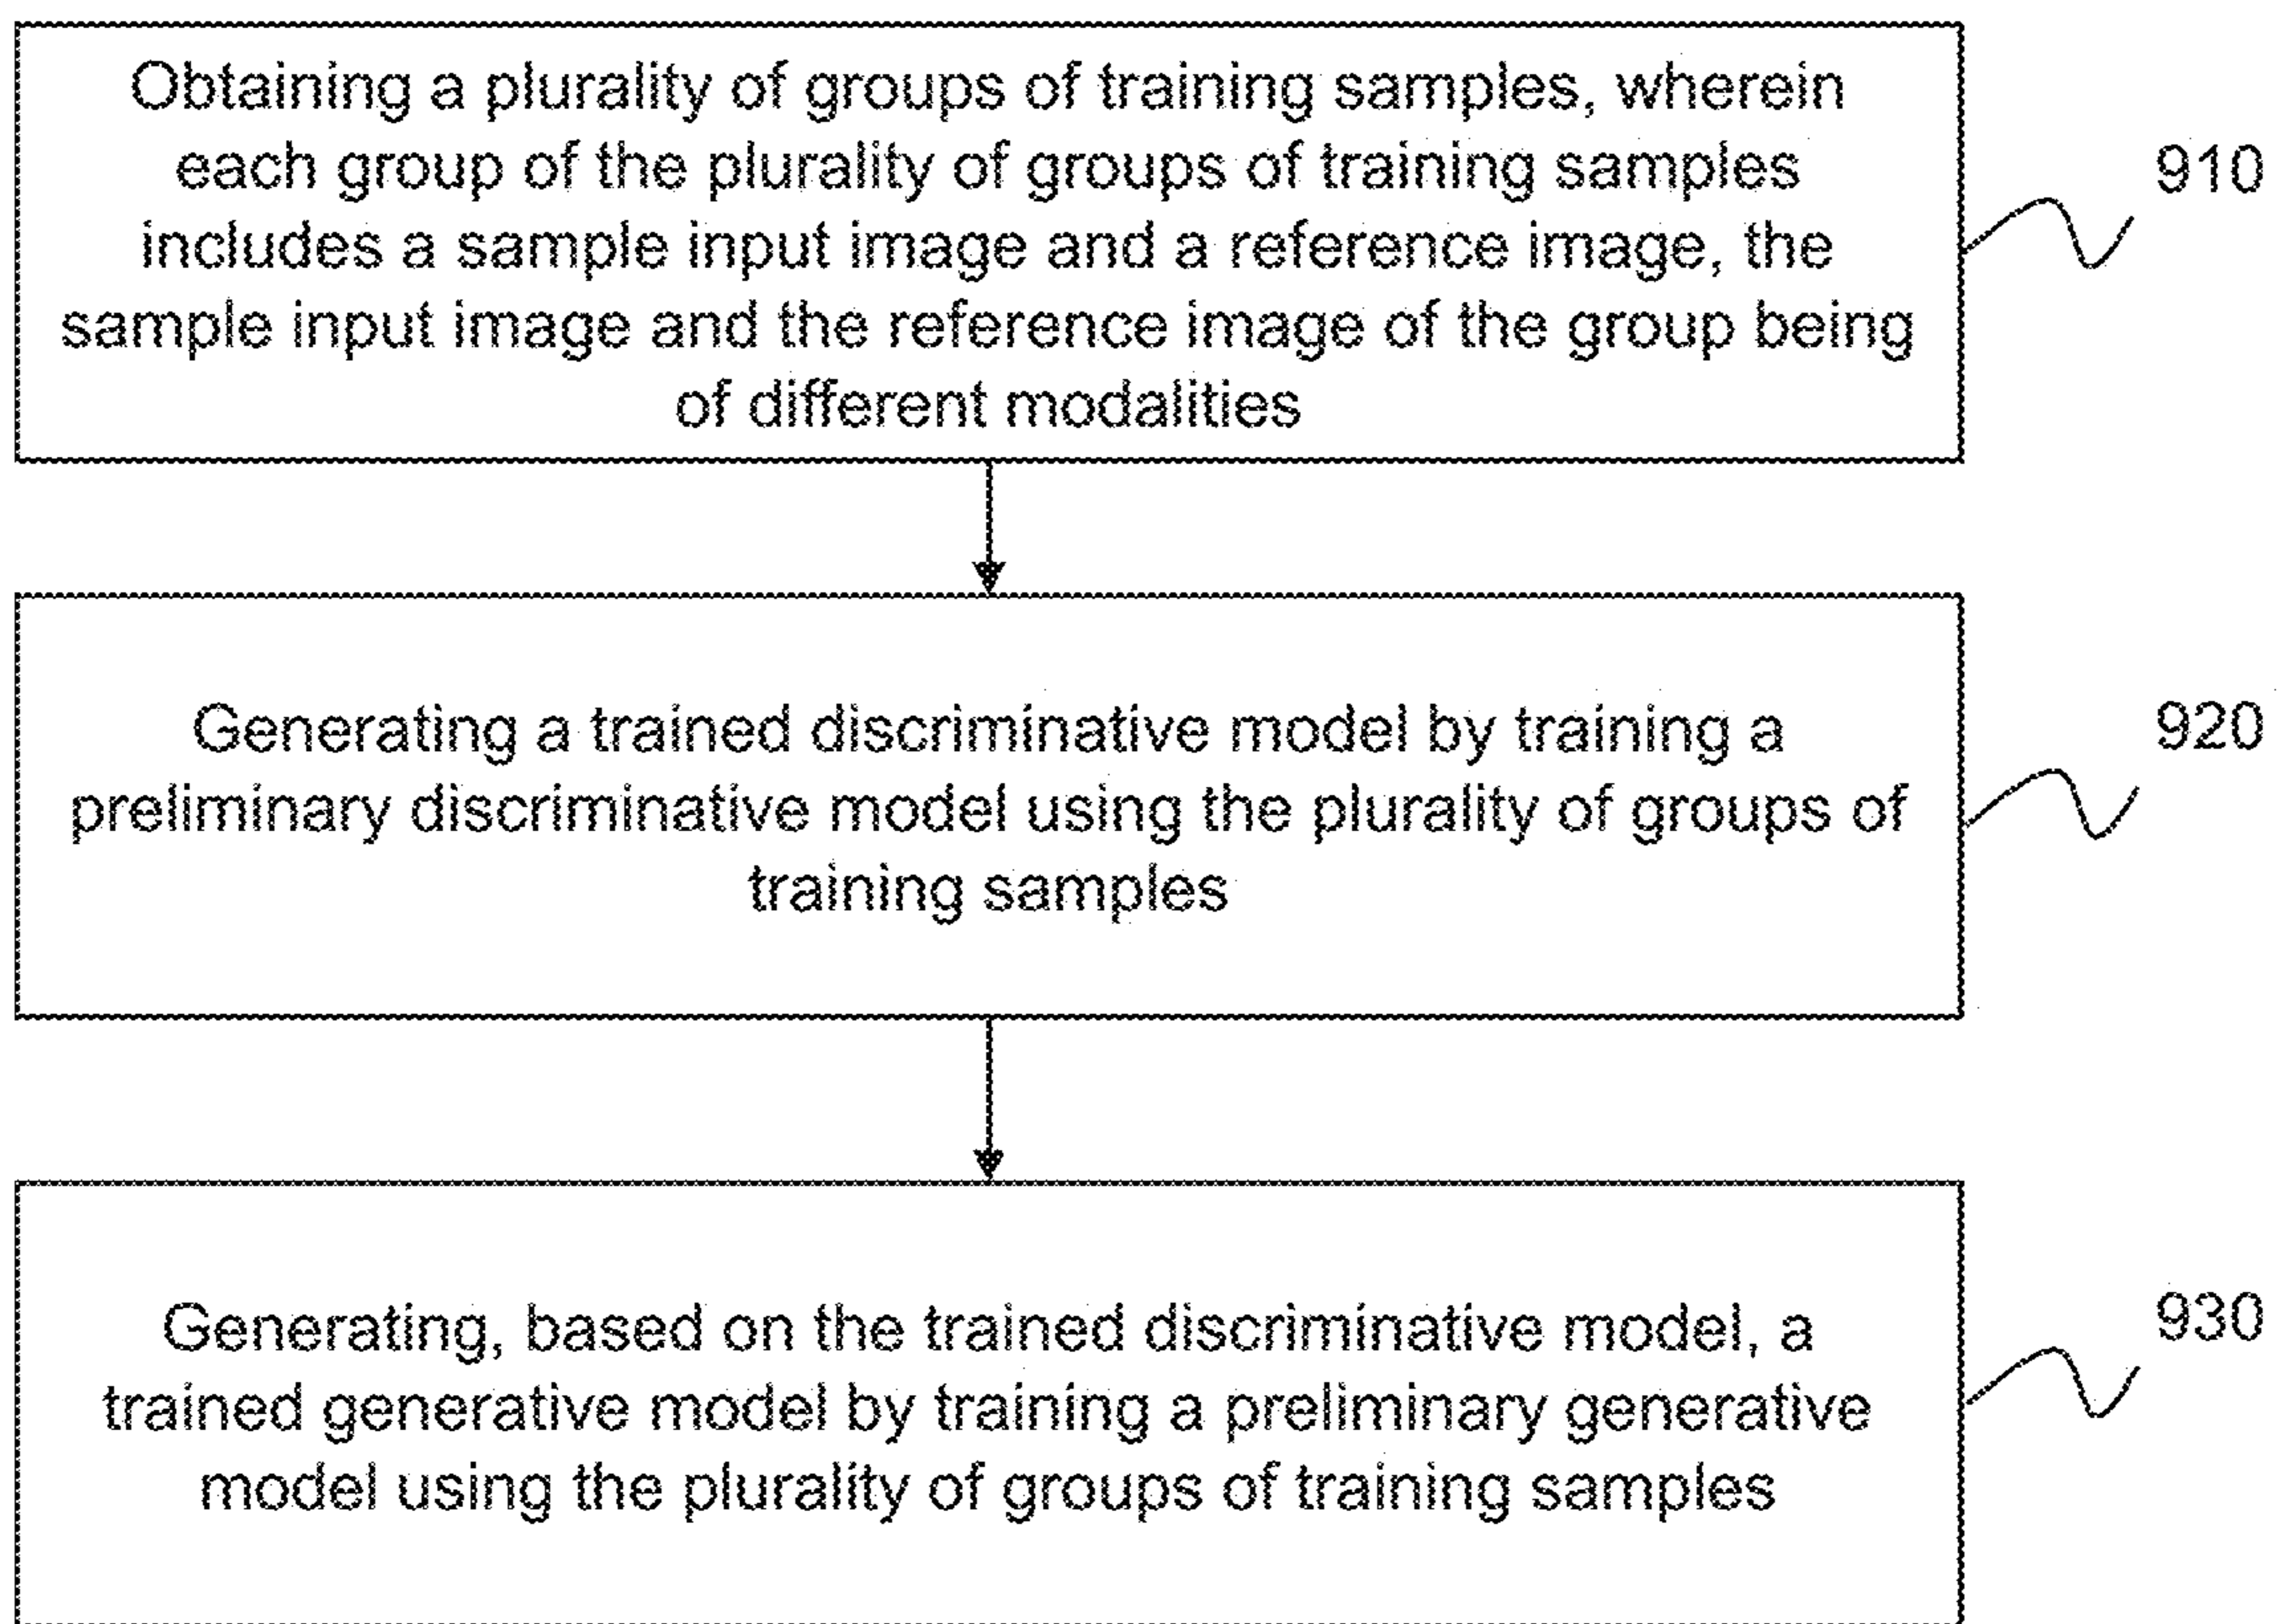 Obtaining a plurality of groups of training samples, wherein
each group of the plurality of groups of training samples
includes a sample input image and a reference image, the
sample input image and the reference image of the group being
of different modalities
910
Generating a trained discriminative model by training a
preliminary discriminative model using the plurality of groups of
training samples
920
Generating, based on the trained discriminative model, a
trained generative model by training a preliminary generative
model using the plurality of groups of training samples
930